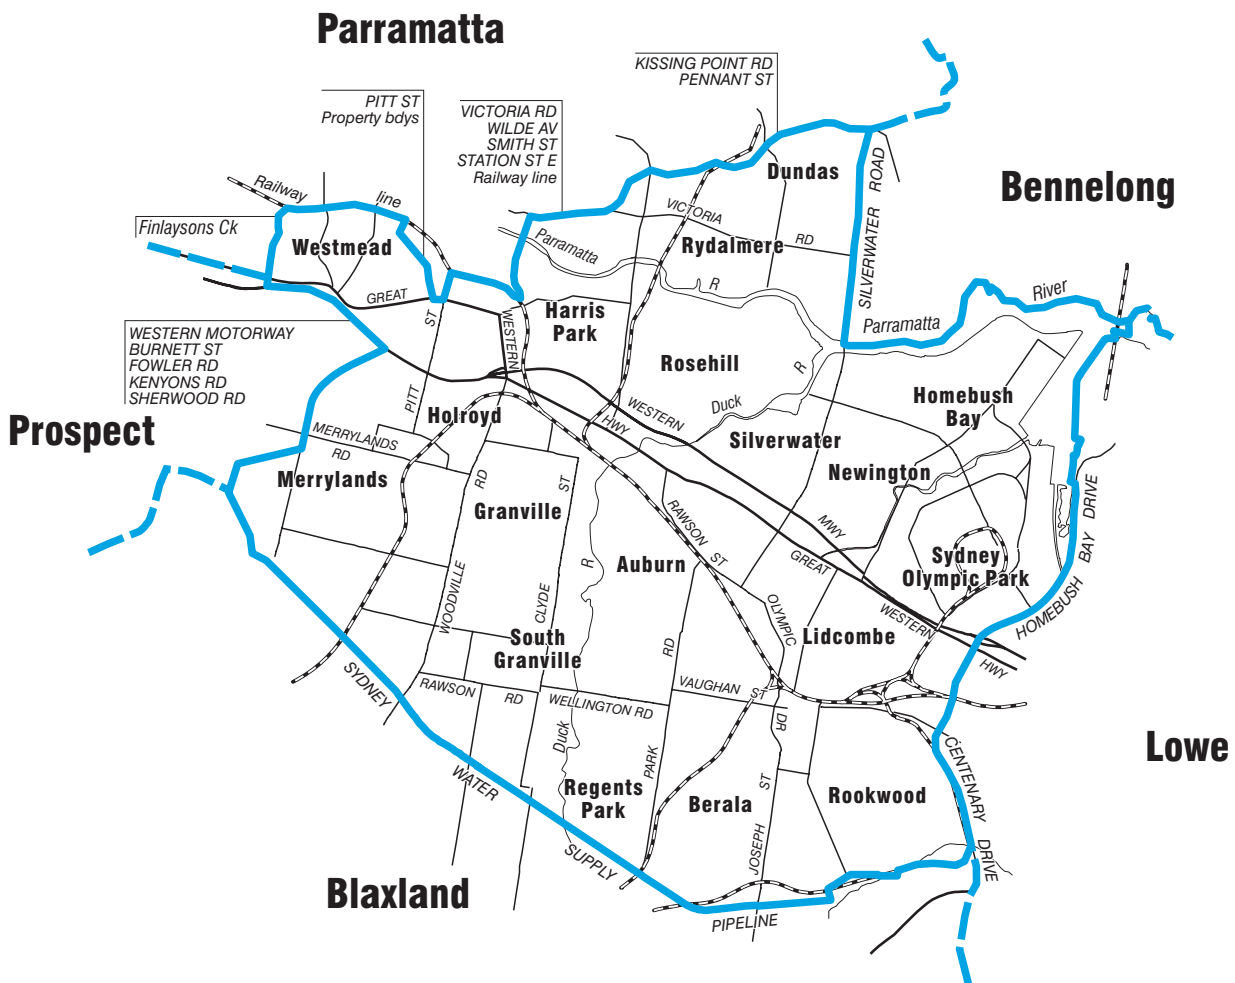 Parramatta
KISSING POINT RD
PENNANT ST
PITT ST
Property bdys
VICTORIA RD
WILDE AV
SMITH ST
STATION ST E
Railway line
Dundas
Bennelong
SILVERWATER ROAD
Railway line
Finlaysons Ck
Westmead
VICTORIA RD
Rydalmere
Parramatta
R
River
GREAT
Harris
Park
Parramatta
WESTERN MOTORWAY
BURNETT ST
FOWLER RD
KENYONS RD
SHERWOOD RD
PITT ST
WESTERN
Rosehill
R
Duck
Homebush
Bay
Prospect
Holroyd
WESTERN
HWY
MERRYLANDS
RD
Silverwater
Merrylands
Newington
RD
ST
Granville
RAWSON
ST
MWY
GREAT
HOMEBUSH BAY DRIVE
Auburn
R
Sydney
Olympic Park
WOODVILLE
CLYDE
OLYMPIC
WESTERN
HWY
South
Granville
Lidcombe
RD
SYDNEY
RAWSON
RD
WELLINGTON RD
VAUGHAN ST
DR
Duck
PARK
Lowe
CENTENARY
DRIVE
WATER
Regents
Park
Berala
ST
Rookwood
JOSEPH
SUPPLY
Blaxland
PIPELINE